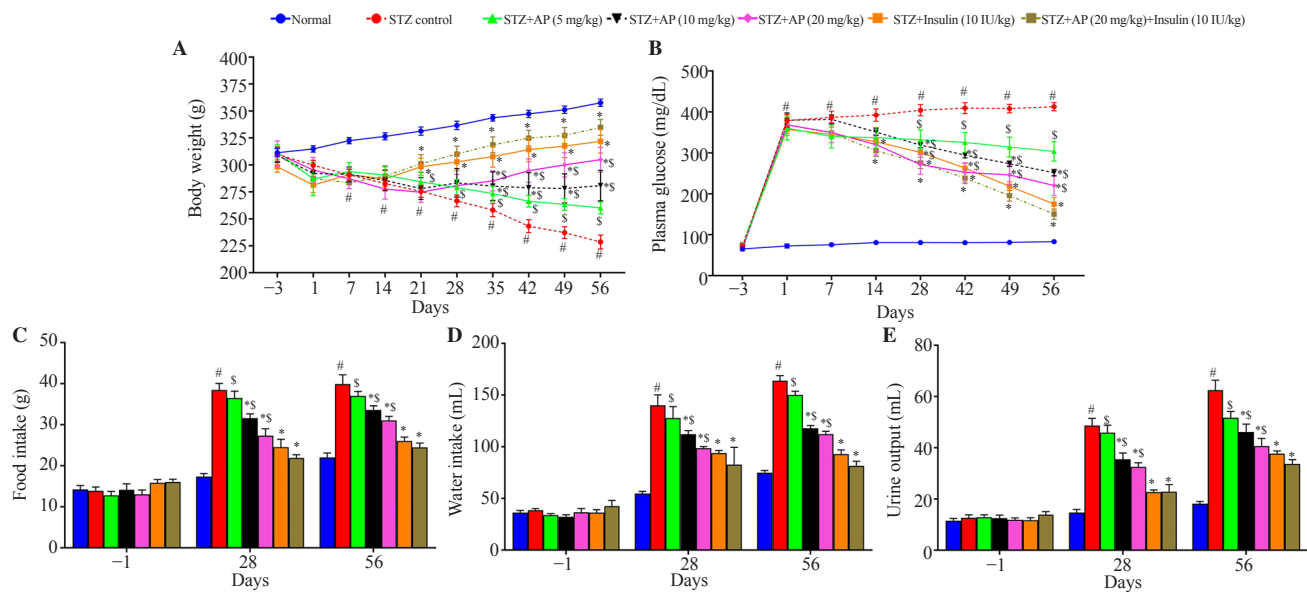 Normal STZ control STZ+AP (5 mg/kg) STZ+AP (10 mg/kg) STZ+AP (20 mg/kg) STZ+Insulin (10 IU/kg) STZ+AP (20 mg/kg)+Insulin (10 IU/kg)
A
Body weight (g)
400
375
350
325
300
275
250
225
200
# # # # # # # #
* * * * * *
* * * * * *
*$ *$ *$ *$ *$
$ $ $ $ $ $
−3 1 7 14 21 28 35 42 49 56
Days
B
Plasma glucose (mg/dL)
500
400
300
200
100
0
# # # # # # #
$ $ $ $
*$ *$ *$ *$
*$ *$ *$ *$
* * * * *
−3 1 7 14 28 42 49 56
Days
C
Food intake (g)
50
40
30
20
10
0
# $ *$ *$ * *
# $ *$ *$ * *
−1 28 56
Days
D
Water intake (mL)
200
150
100
50
0
# $ *$ *$ * *
# $ *$ *$ * *
−1 28 56
Days
E
Urine output (mL)
80
60
40
20
0
# $ *$ *$ * *
# $ *$ *$ * *
−1 28 56
Days